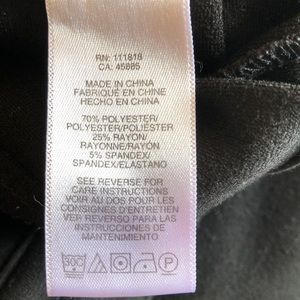 RN: 111818
CA: 45885
MADE IN CHINA
FABRIQUÉ EN CHINE
HECHO EN CHINA
70% POLYESTER/
POLYESTER/POLIÉSTER
25% RAYON/
RAYONNE/RAYÓN
5% SPANDEX/
SPANDEX/ELASTANO
SEE REVERSE FOR
CARE INSTRUCTIONS
VOIR AU DOS POUR
LES CONSIGNES D'ENTRETIEN
VER REVERSO PARA LAS
INSTRUCCIONES DE
MANTENIMIENTO
30C